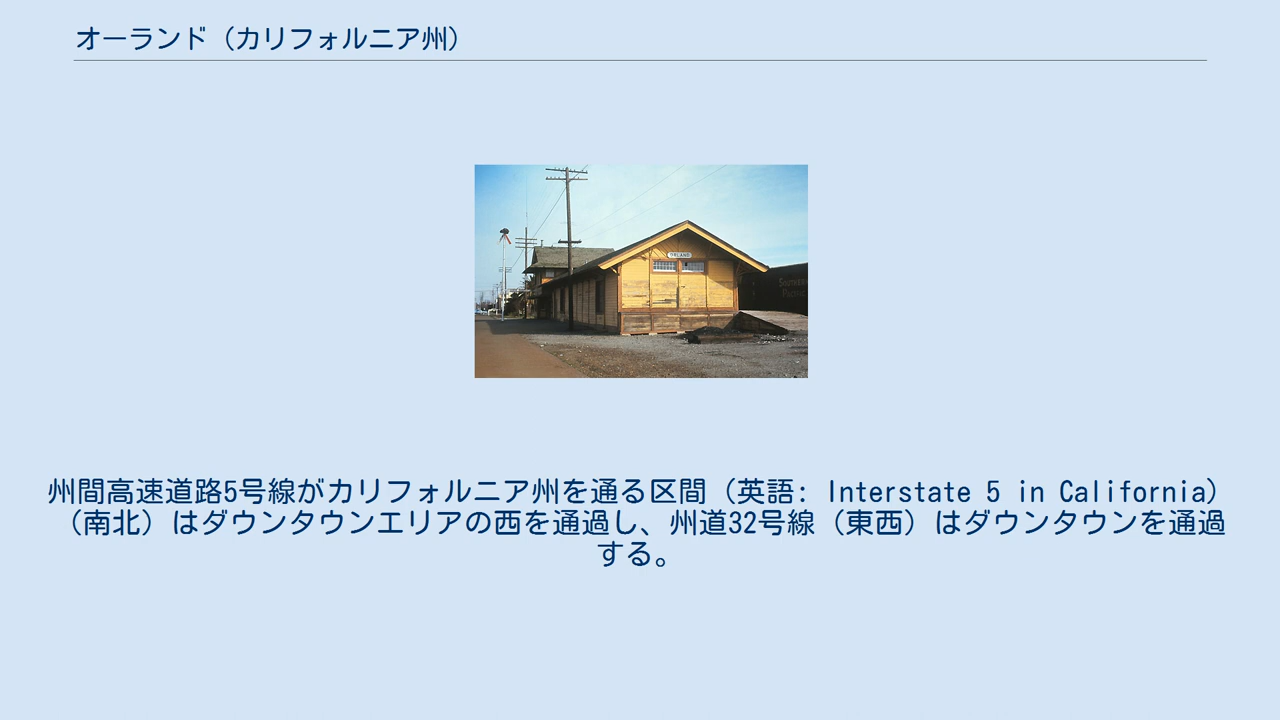 オーランド（カリフォルニア州）
ORLAND
Southern
Pacific
州間高速道路5号線がカリフォルニア州を通る区間（英語: Interstate 5 in California）
（南北）はダウンタウンエリアの西を通過し、州道32号線（東西）はダウンタウンを通過
する。